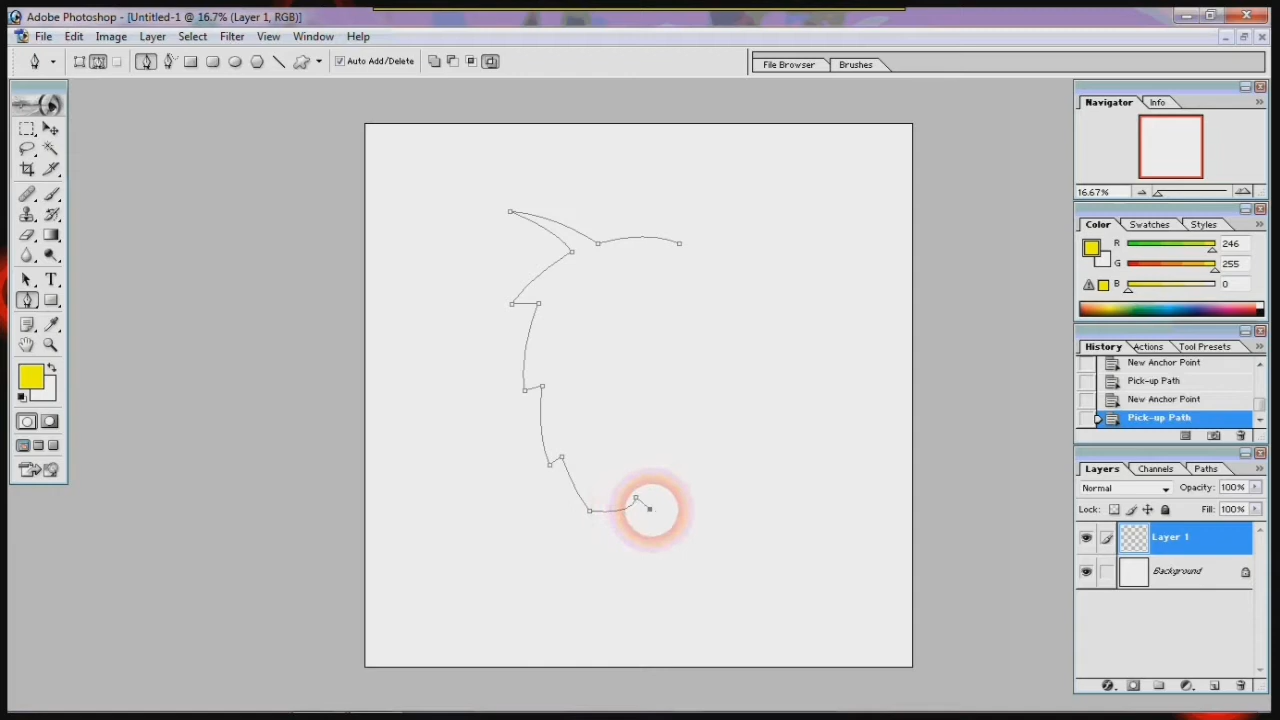 Adobe Photoshop - [Untitled-1 @ 16.7% (Layer 1, RGB)]
File Edit Image Layer Select Filter View Window Help
Auto Add/Delete
File Browser Brushes
Navigator Info
16.67%
Color Swatches Styles
R 246
G 255
B 0
History Actions Tool Presets
New Anchor Point
Pick-up Path
New Anchor Point
Pick-up Path
Layers Channels Paths
Normal Opacity: 100%
Lock: Fill: 100%
Layer 1
Background